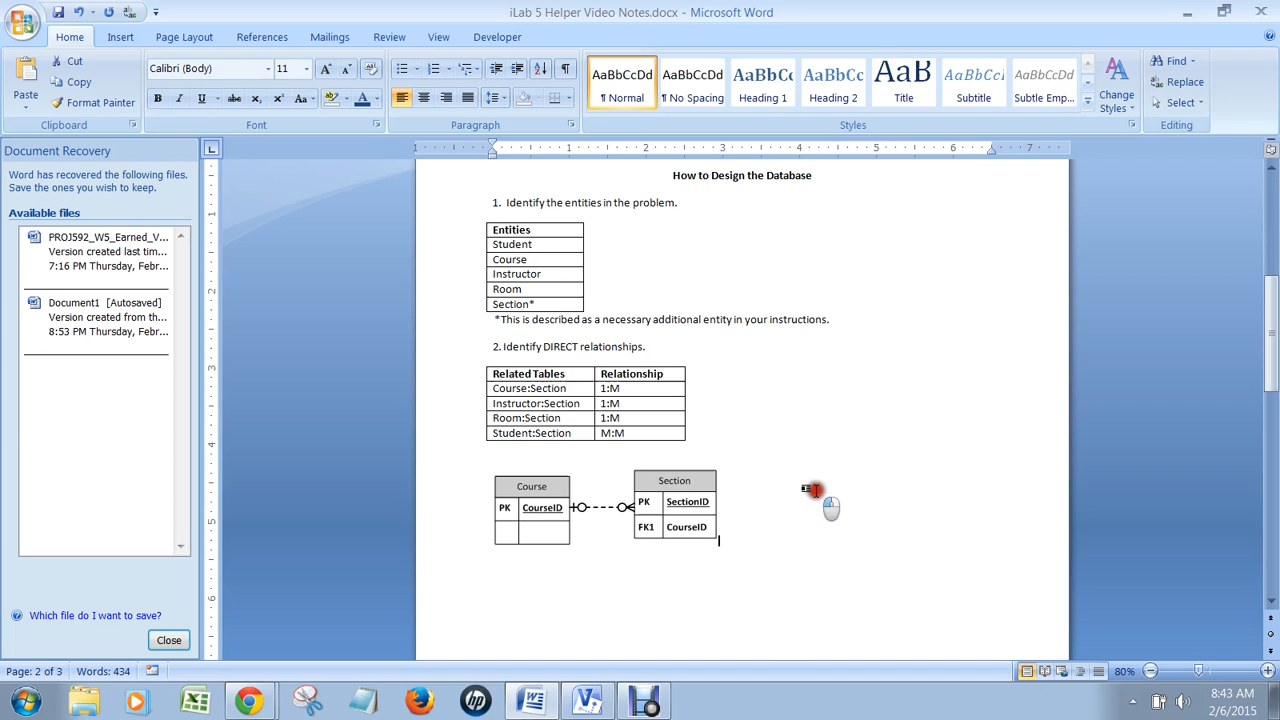 iLab 5 Helper Video Notes.docx - Microsoft Word
Home Insert Page Layout References Mailings Review View Developer
Paste
Cut
Copy
Format Painter
Clipboard
Calibri (Body) 11
Font
Paragraph
AaBbCcDd AaBbCcDd AaBbCc AaBbCc AaB AaBbCc. AaBbCcDd
¶ Normal ¶ No Spacing Heading 1 Heading 2 Title Subtitle Subtle Emp...
Change Styles
Styles
Find
Replace
Select
Editing
Document Recovery
Word has recovered the following files.
Save the ones you wish to keep.
Available files
PROJ592_W5_Earned_V...
Version created last tim...
7:16 PM Thursday, Febr...
Document1 [Autosaved]
Version created from th...
8:53 PM Thursday, Febr...
Which file do I want to save?
Close
How to Design the Database
1. Identify the entities in the problem.
Entities
Student
Course
Instructor
Room
Section*
*This is described as a necessary additional entity in your instructions.
2. Identify DIRECT relationships.
Related Tables Relationship
Course:Section 1:M
Instructor:Section 1:M
Room:Section 1:M
Student:Section M:M
Course
PK CourseID
Section
PK SectionID
FK1 CourseID
Page: 2 of 3 Words: 434
80%
8:43 AM
2/6/2015